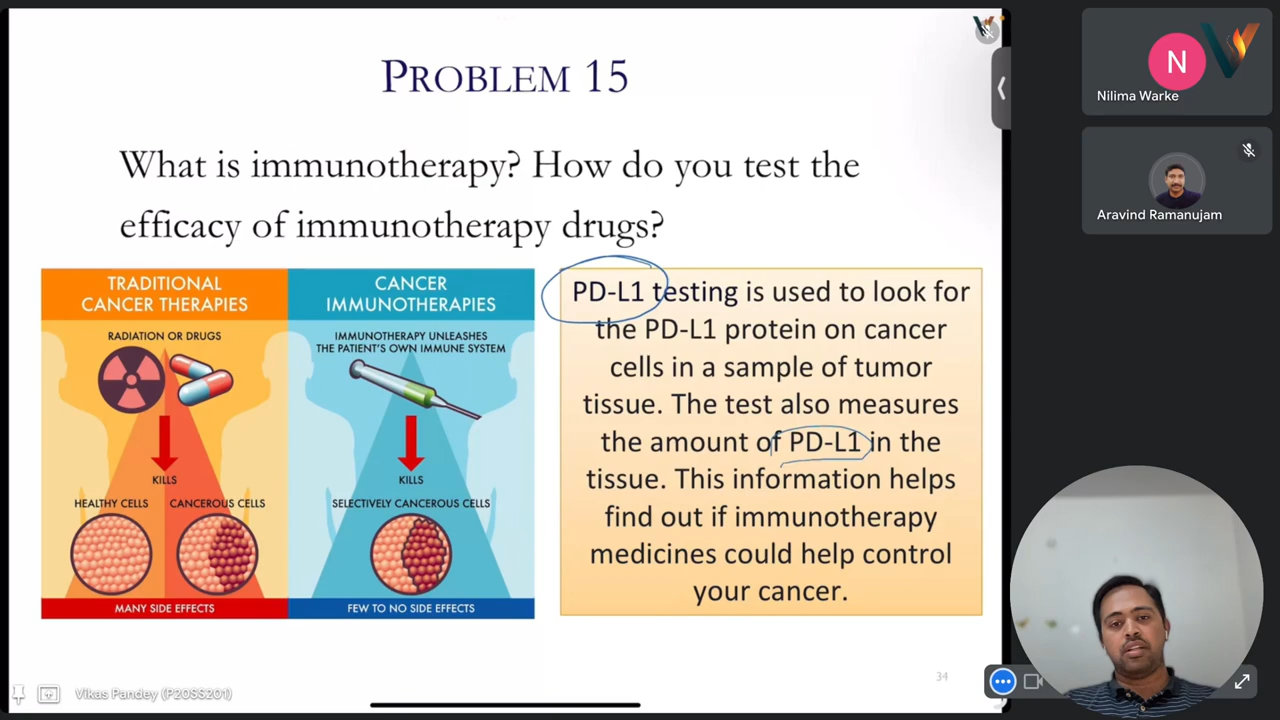 PROBLEM 15
What is immunotherapy? How do you test the
efficacy of immunotherapy drugs?
TRADITIONAL
CANCER THERAPIES
RADIATION OR DRUGS
KILLS
HEALTHY CELLS
CANCEROUS CELLS
MANY SIDE EFFECTS
CANCER
IMMUNOTHERAPIES
IMMUNOTHERAPY UNLEASHES
THE PATIENT'S OWN IMMUNE SYSTEM
KILLS
SELECTIVELY CANCEROUS CELLS
FEW TO NO SIDE EFFECTS
PD-L1 testing is used to look for
the PD-L1 protein on cancer
cells in a sample of tumor
tissue. The test also measures
the amount of PD-L1 in the
tissue. This information helps
find out if immunotherapy
medicines could help control
your cancer.
34
Vikas Pandey (P20SS201)
N
Nilima Warke
Aravind Ramanujam